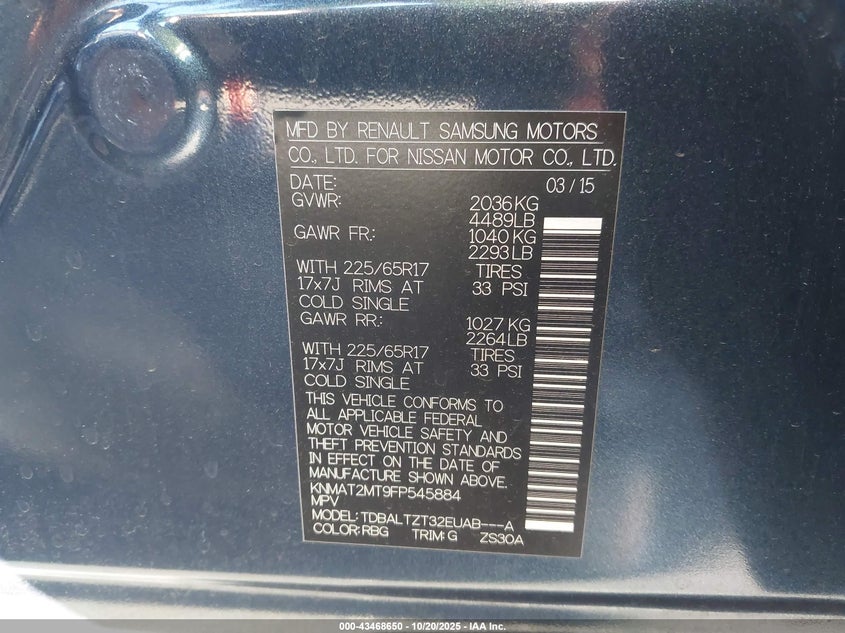 MFD BY RENAULT SAMSUNG MOTORS
CO., LTD. FOR NISSAN MOTOR CO., LTD.
DATE: 03 / 15
GVWR: 2036 KG
4489 LB
GAWR FR.: 1040 KG
2293 LB
WITH 225/65R17 TIRES
17x7J RIMS AT 33 PSI
COLD SINGLE
GAWR RR.: 1027 KG
2264 LB
WITH 225/65R17 TIRES
17x7J RIMS AT 33 PSI
COLD SINGLE
THIS VEHICLE CONFORMS TO
ALL APPLICABLE FEDERAL
MOTOR VEHICLE SAFETY AND
THEFT PREVENTION STANDARDS
IN EFFECT ON THE DATE OF
MANUFACTURE SHOWN ABOVE.
KNMAT2MT9FP545884
MPV
MODEL: TDBALTZT32EUAB---A
COLOR: RBG TRIM: G ZS30A
000-43468650 - 10/20/2025 - IAA Inc.